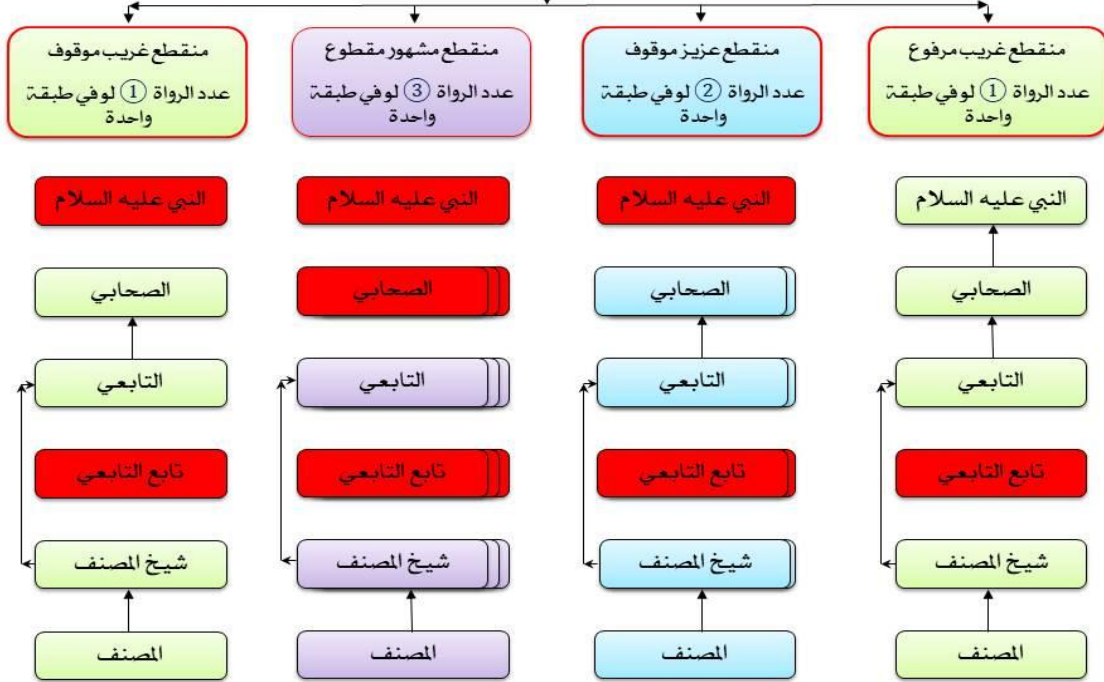 منقطع غريب مرفوع
عدد الرواة ① لو في طبقة
واحدة
منقطع عزيز موقوف
عدد الرواة ② لو في طبقة
واحدة
منقطع مشهور مقطوع
عدد الرواة ③ لو في طبقة
واحدة
منقطع غريب موقوف
عدد الرواة ① لو في طبقة
واحدة
النبي عليه السلام
النبي عليه السلام
النبي عليه السلام
النبي عليه السلام
الصحابي
الصحابي
الصحابي
الصحابي
التابعي
التابعي
التابعي
التابعي
تابع التابعي
تابع التابعي
تابع التابعي
تابع التابعي
شيخ المصنف
شيخ المصنف
شيخ المصنف
شيخ المصنف
المصنف
المصنف
المصنف
المصنف